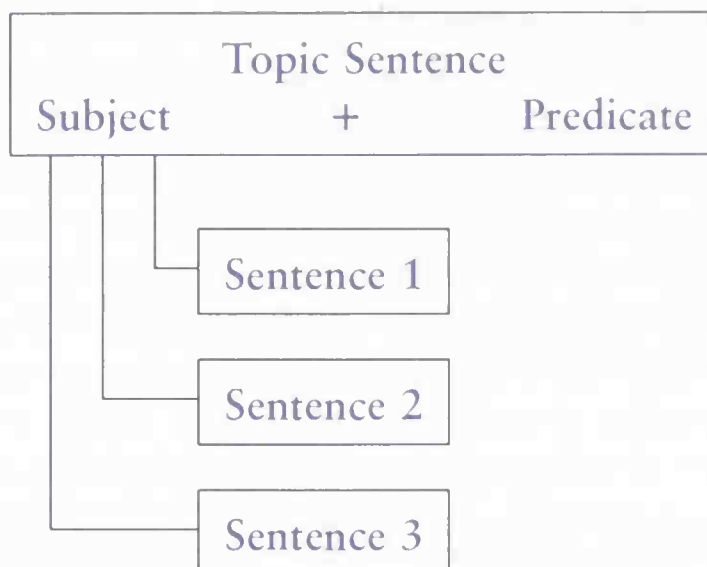 Topic Sentence
Subject + Predicate
Sentence 1
Sentence 2
Sentence 3